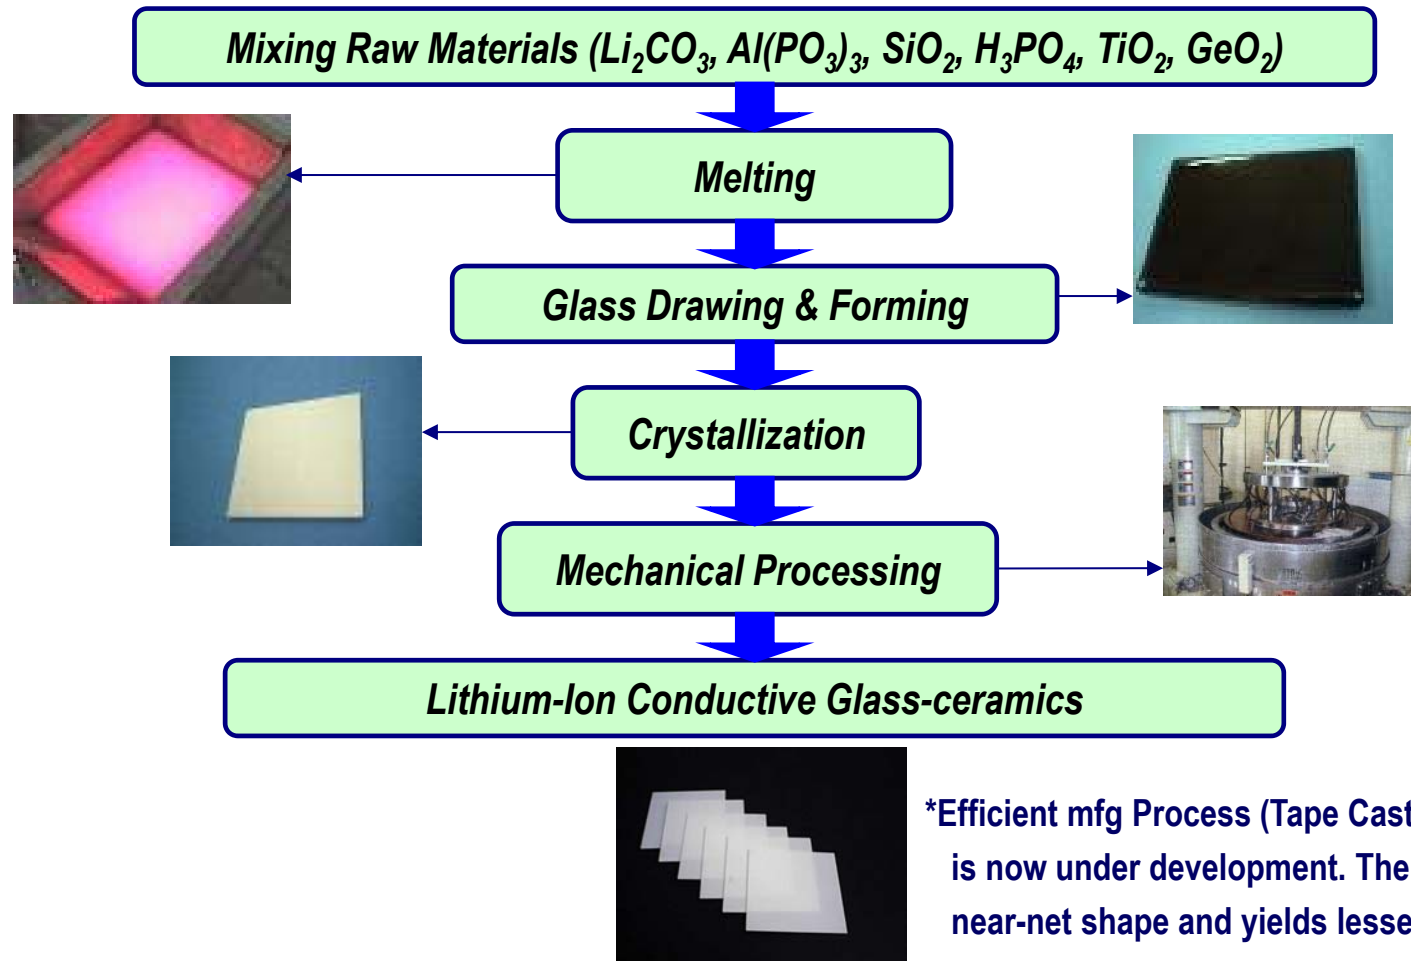 Mixing Raw Materials (Li₂CO₃, Al(PO₃)₃, SiO₂, H₃PO₄, TiO₂, GeO₂)
Melting
Glass Drawing & Forming
Crystallization
Mechanical Processing
Lithium-Ion Conductive Glass-ceramics
*Efficient mfg Process (Tape Cast
is now under development. The
near-net shape and yields lesse